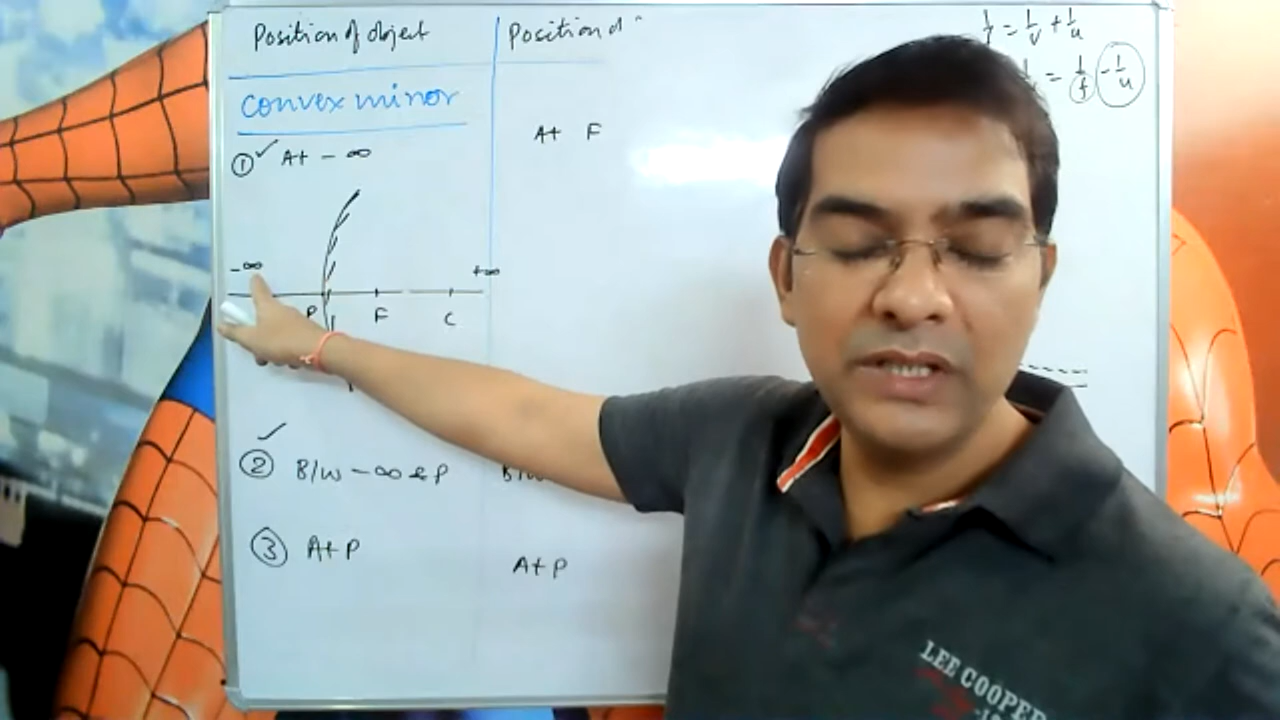 Position of object
Position of
convex mirror
① ✓ At - ∞
At F
-∞
+∞
P F C
✓
② B/w - ∞ & P
B/w
③ At P
At P
1/f = 1/v + 1/u
= 1/f - 1/u
LEE COOPER